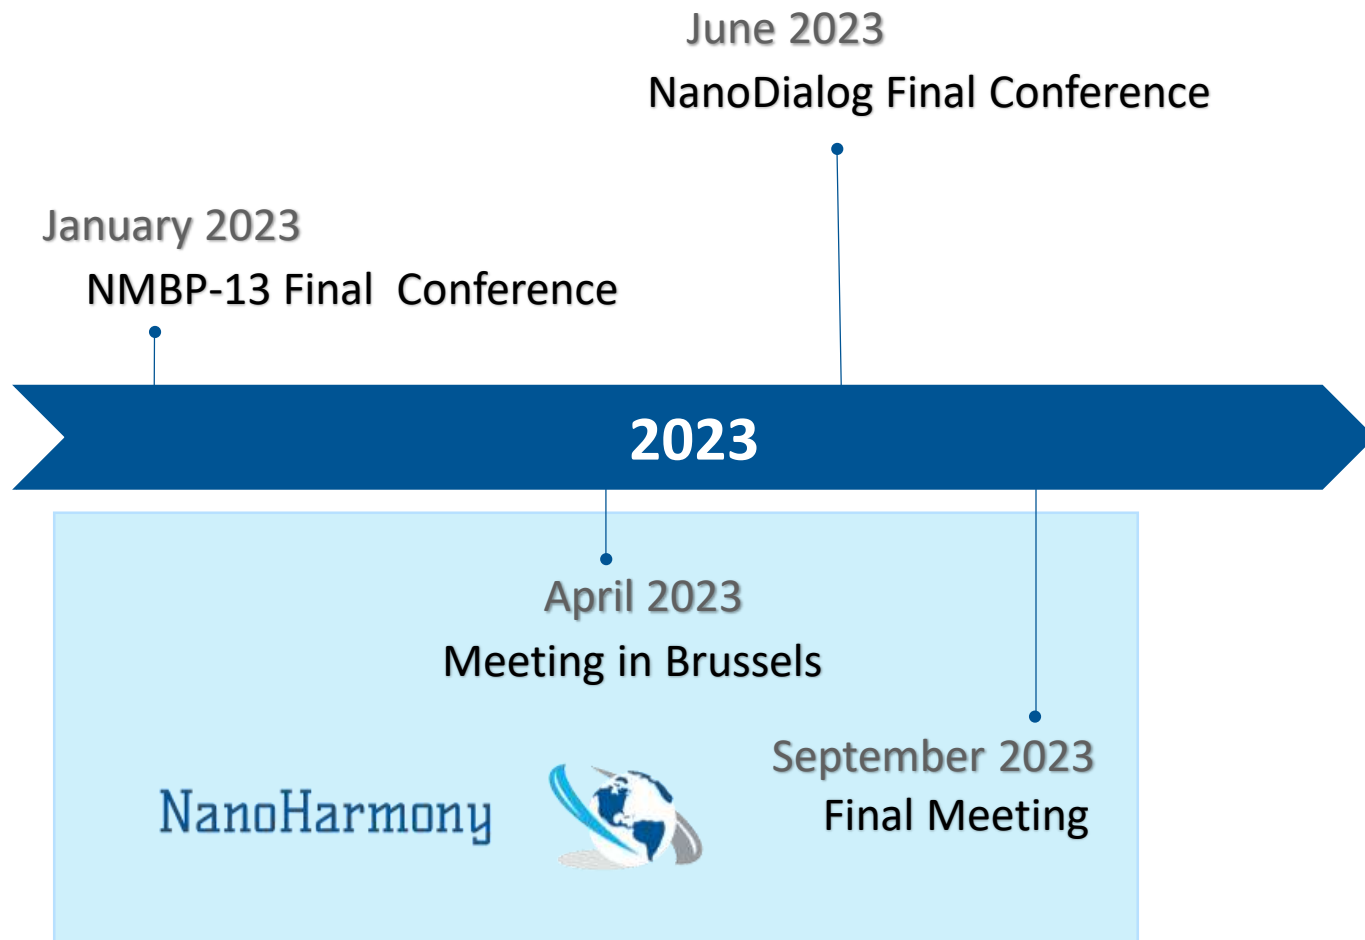 June 2023
NanoDialog Final Conference
January 2023
NMBP-13 Final Conference
2023
April 2023
Meeting in Brussels
September 2023
Final Meeting
NanoHarmony